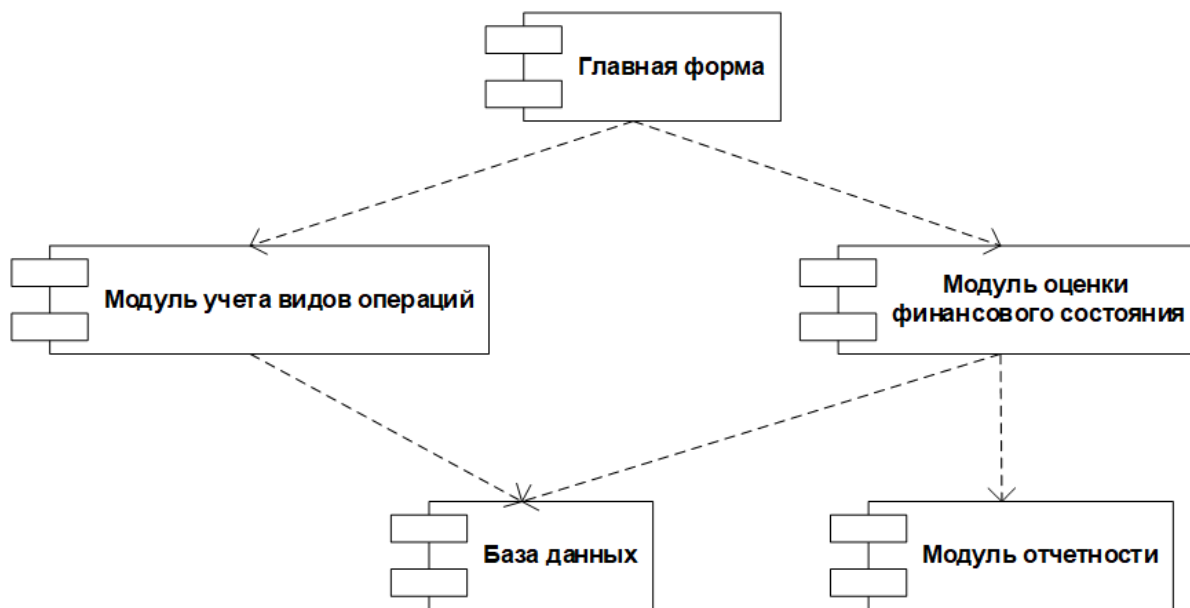 Главная форма
Модуль учета видов операций
Модуль оценки
финансового состояния
База данных
Модуль отчетности